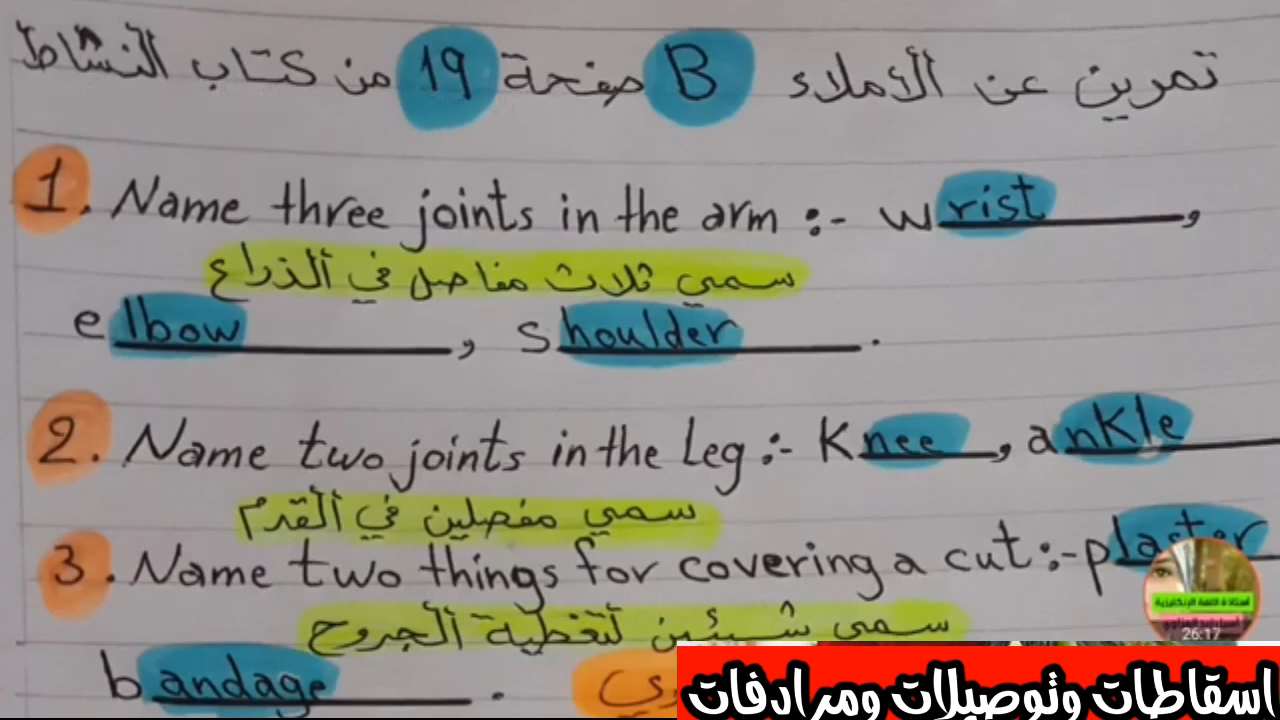 تمرين عن الأملاء B صفحة 19 من كتاب النشاط
1. Name three joints in the arm :- wrist,
سمي ثلاث مفاصل في الذراع
elbow, shoulder.
2. Name two joints in the Leg :- Knee, anKle
سمي مفصلين في القدم
3. Name two things for covering a cut :- plaster
سمي شيئين لتغطية الجروح
bandage.
26:17
اسقاطات وتوصيلات ومرادفات